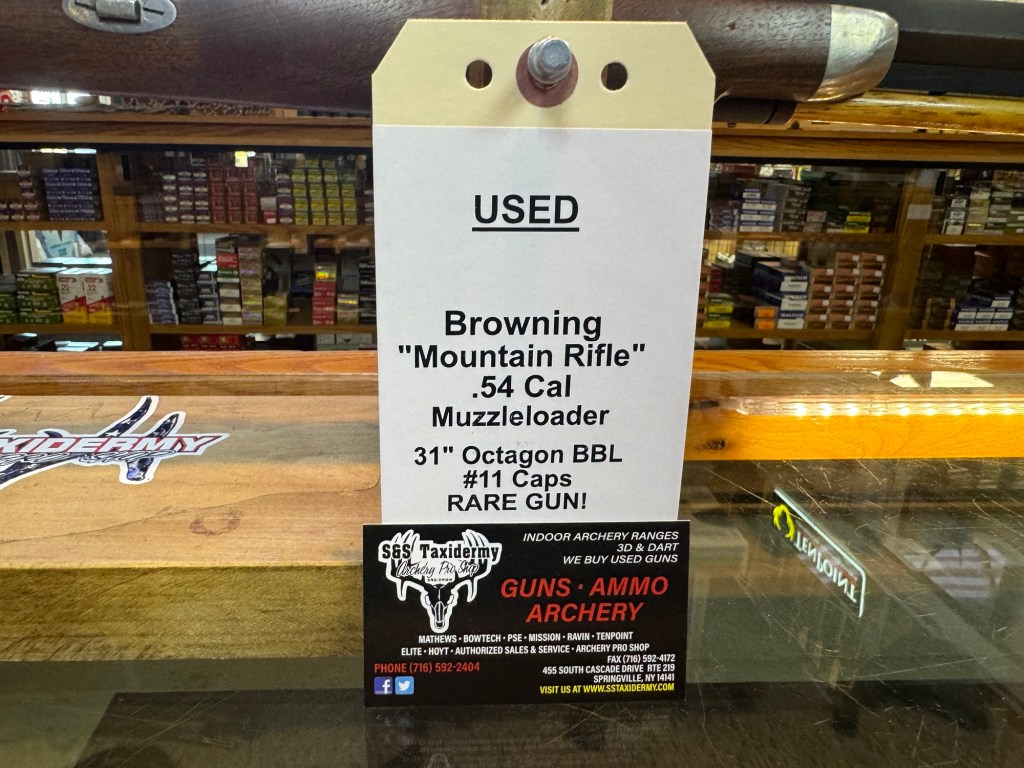 USED
Browning
"Mountain Rifle"
.54 Cal
Muzzleloader
31" Octagon BBL
#11 Caps
RARE GUN!
S&S Taxidermy
Archery Pro Shop
592-2404
INDOOR ARCHERY RANGES
3D & DART
WE BUY USED GUNS
GUNS · AMMO
ARCHERY
MATHEWS · BOWTECH · PSE · MISSION · RAVIN · TENPOINT
ELITE · HOYT · AUTHORIZED SALES & SERVICE · ARCHERY PRO SHOP
PHONE (716) 592-2404
FAX (716) 592-4172
455 SOUTH CASCADE DRIVE RTE 219
SPRINGVILLE, NY 14141
VISIT US AT WWW.SSTAXIDERMY.COM
XIDERMY
TENPOINT